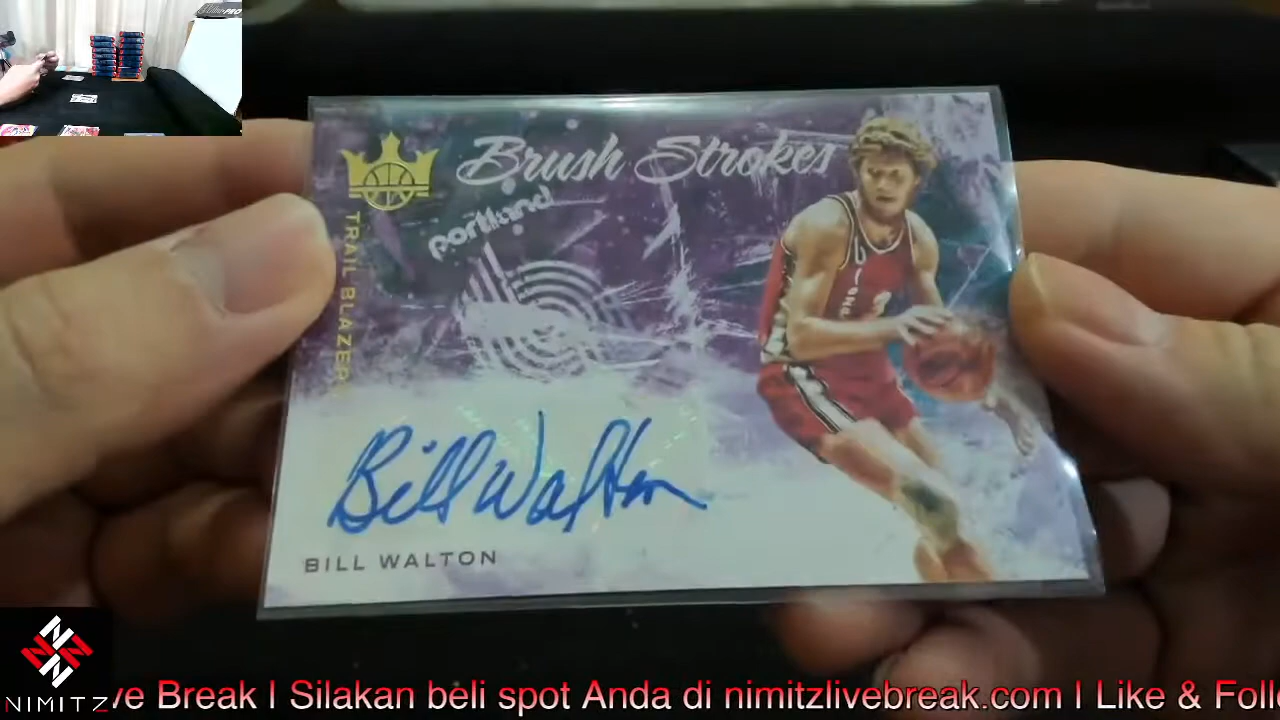 Brush Strokes
portland
TRAIL BLAZERS
Bill Walton
BILL WALTON
NIMITZ
ve Break I Silakan beli spot Anda di nimitzlivebreak.com I Like & Foll